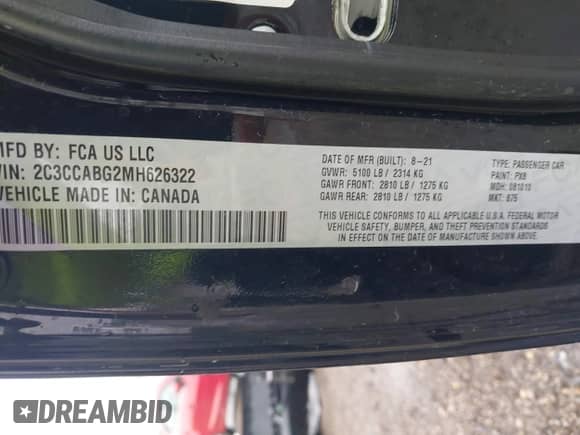 MFD BY: FCA US LLC
VIN: 2C3CCABG2MH626322
VEHICLE MADE IN: CANADA
DATE OF MFR (BUILT): 8-21
GVWR: 5100 LB / 2314 KG
GAWR FRONT: 2810 LB / 1275 KG
GAWR REAR: 2810 LB / 1275 KG
TYPE: PASSENGER CAR
PAINT: PX8
MDH: 081010
MKT: 875
THIS VEHICLE CONFORMS TO ALL APPLICABLE U.S.A. FEDERAL MOTOR
VEHICLE SAFETY, BUMPER, AND THEFT PREVENTION STANDARDS
IN EFFECT ON THE DATE OF MANUFACTURE SHOWN ABOVE.
DREAMBID